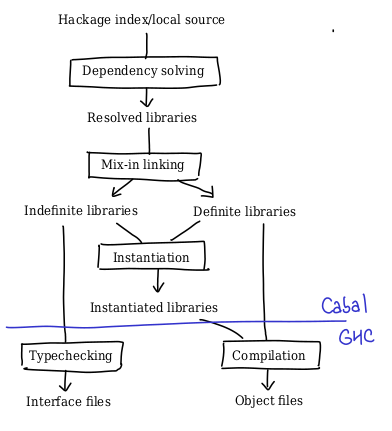 Hackage index/local source
Dependency solving
Resolved libraries
Mix-in linking
Indefinite libraries
Definite libraries
Instantiation
Instantiated libraries
Cabal
GHC
Typechecking
Compilation
Interface files
Object files